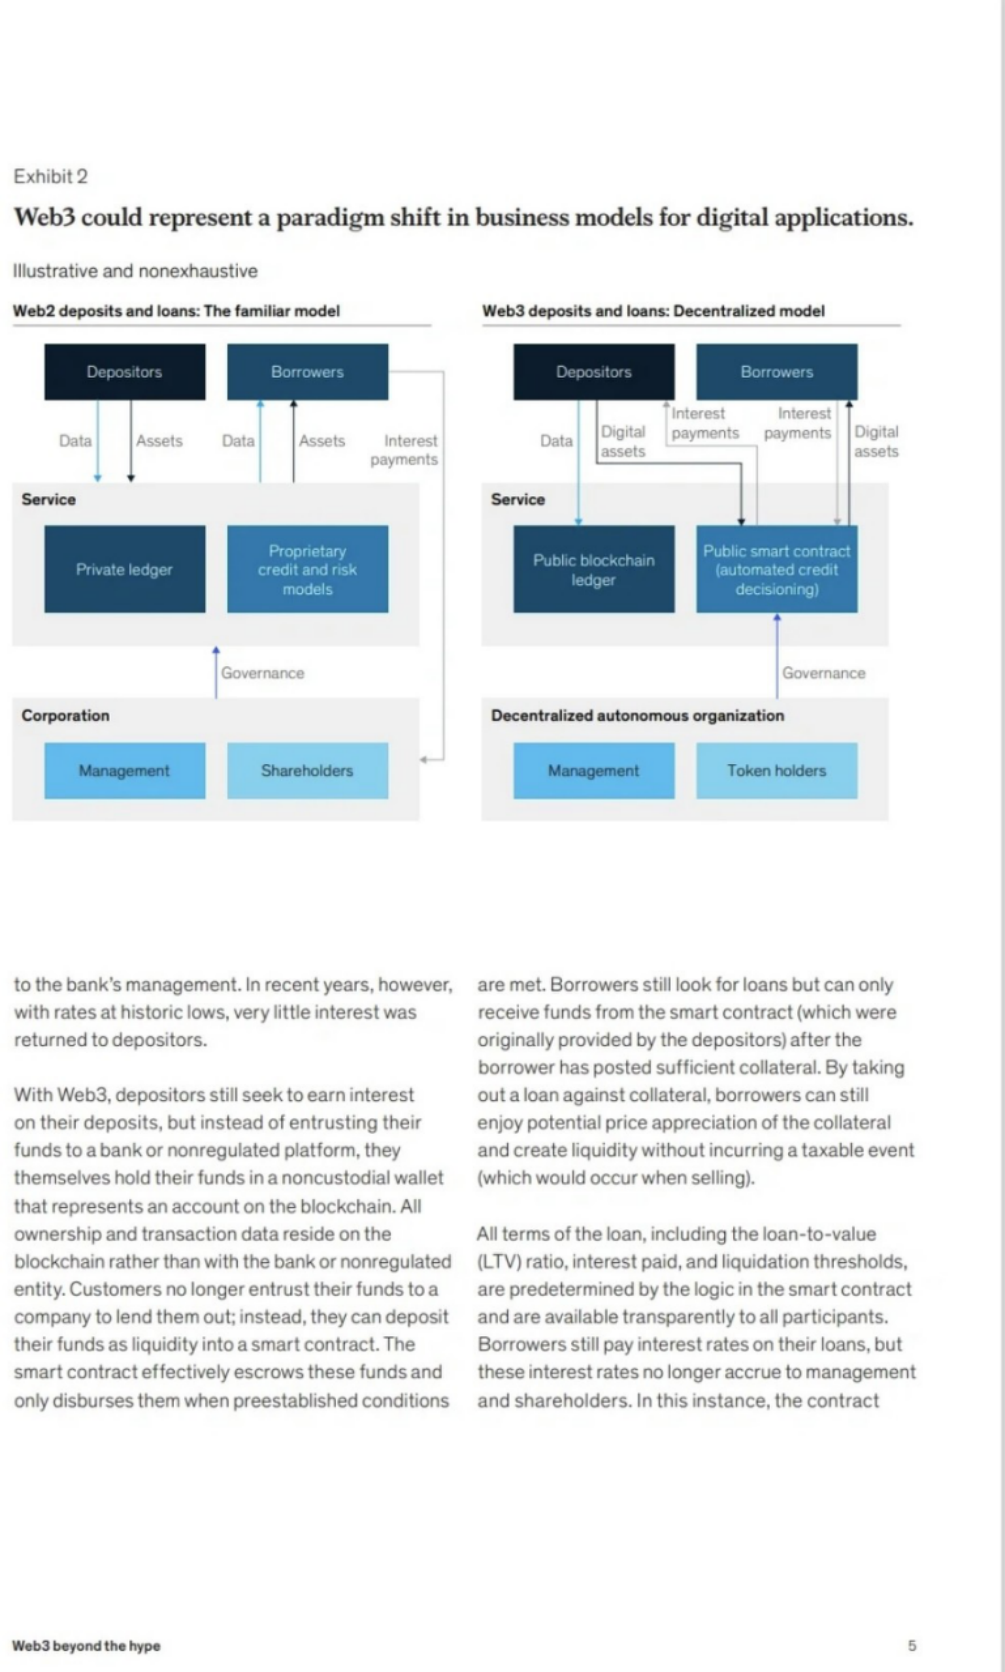 Exhibit 2
Web3 could represent a paradigm shift in business models for digital applications.
Illustrative and nonexhaustive
Web2 deposits and loans: The familiar model
Depositors
Borrowers
Data
Assets
Data
Assets
Interest
payments
Service
Private ledger
Proprietary
credit and risk
models
Governance
Corporation
Management
Shareholders
Web3 deposits and loans: Decentralized model
Depositors
Borrowers
Data
Digital
assets
Interest
payments
Interest
payments
Digital
assets
Service
Public blockchain
ledger
Public smart contract
(automated credit
decisioning)
Governance
Decentralized autonomous organization
Management
Token holders
to the bank's management. In recent years, however,
with rates at historic lows, very little interest was
returned to depositors.
With Web3, depositors still seek to earn interest
on their deposits, but instead of entrusting their
funds to a bank or nonregulated platform, they
themselves hold their funds in a noncustodial wallet
that represents an account on the blockchain. All
ownership and transaction data reside on the
blockchain rather than with the bank or nonregulated
entity. Customers no longer entrust their funds to a
company to lend them out; instead, they can deposit
their funds as liquidity into a smart contract. The
smart contract effectively escrows these funds and
only disburses them when preestablished conditions
are met. Borrowers still look for loans but can only
receive funds from the smart contract (which were
originally provided by the depositors) after the
borrower has posted sufficient collateral. By taking
out a loan against collateral, borrowers can still
enjoy potential price appreciation of the collateral
and create liquidity without incurring a taxable event
(which would occur when selling).
All terms of the loan, including the loan-to-value
(LTV) ratio, interest paid, and liquidation thresholds,
are predetermined by the logic in the smart contract
and are available transparently to all participants.
Borrowers still pay interest rates on their loans, but
these interest rates no longer accrue to management
and shareholders. In this instance, the contract
Web3 beyond the hype
5